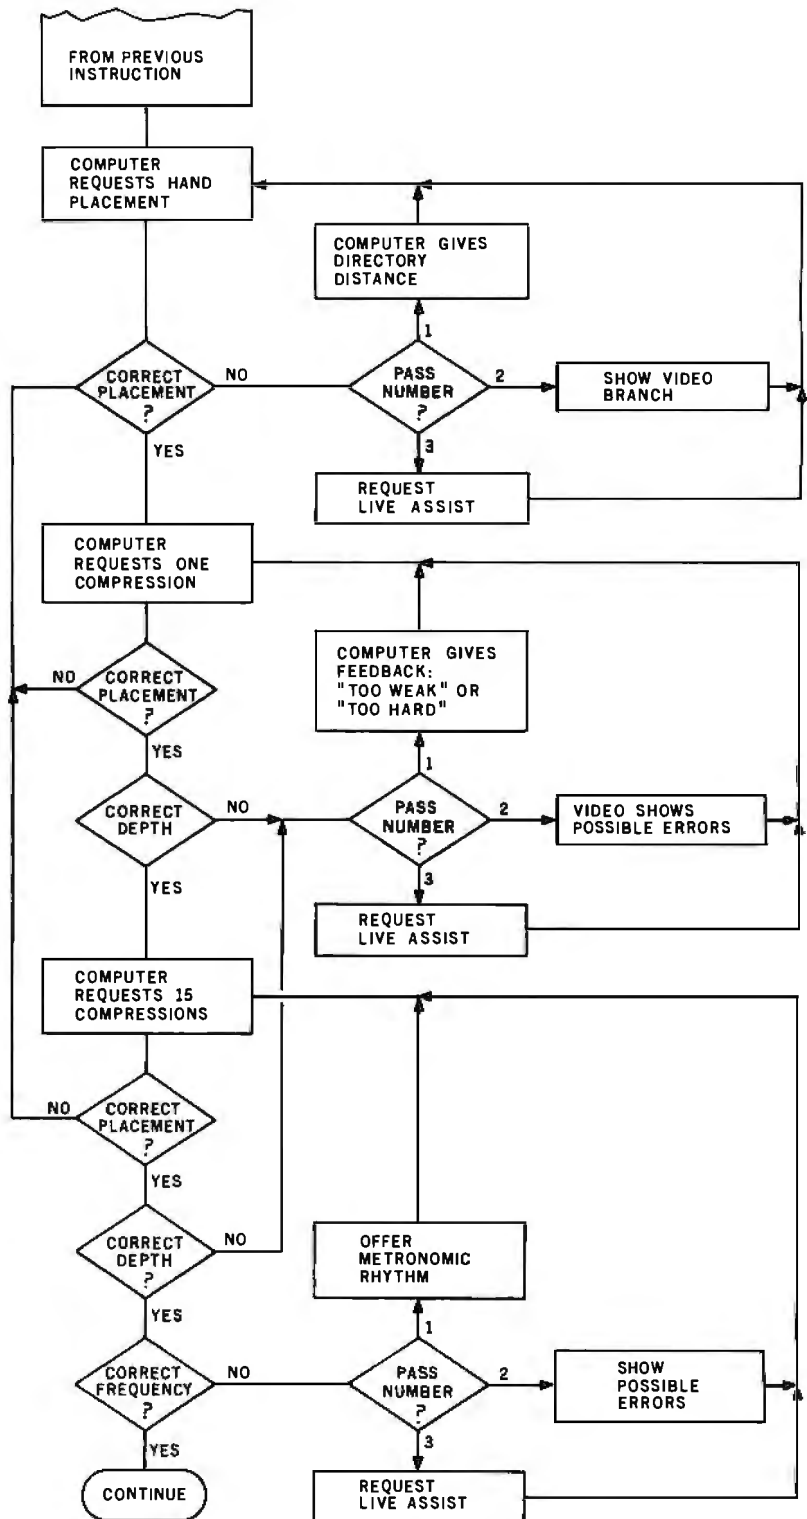 FROM PREVIOUS
INSTRUCTION
COMPUTER
REQUESTS HAND
PLACEMENT
COMPUTER GIVES
DIRECTORY
DISTANCE
1
CORRECT
PLACEMENT
?
NO
YES
PASS
NUMBER
?
2
3
SHOW VIDEO
BRANCH
REQUEST
LIVE ASSIST
COMPUTER
REQUESTS ONE
COMPRESSION
COMPUTER GIVES
FEEDBACK:
"TOO WEAK" OR
"TOO HARD"
NO
CORRECT
PLACEMENT
?
YES
1
CORRECT
DEPTH
NO
YES
PASS
NUMBER
?
2
3
VIDEO SHOWS
POSSIBLE ERRORS
REQUEST
LIVE ASSIST
COMPUTER
REQUESTS 15
COMPRESSIONS
NO
CORRECT
PLACEMENT
?
YES
CORRECT
DEPTH
?
NO
YES
OFFER
METRONOMIC
RHYTHM
1
CORRECT
FREQUENCY
?
NO
YES
PASS
NUMBER
?
2
3
SHOW
POSSIBLE
ERRORS
REQUEST
LIVE ASSIST
CONTINUE